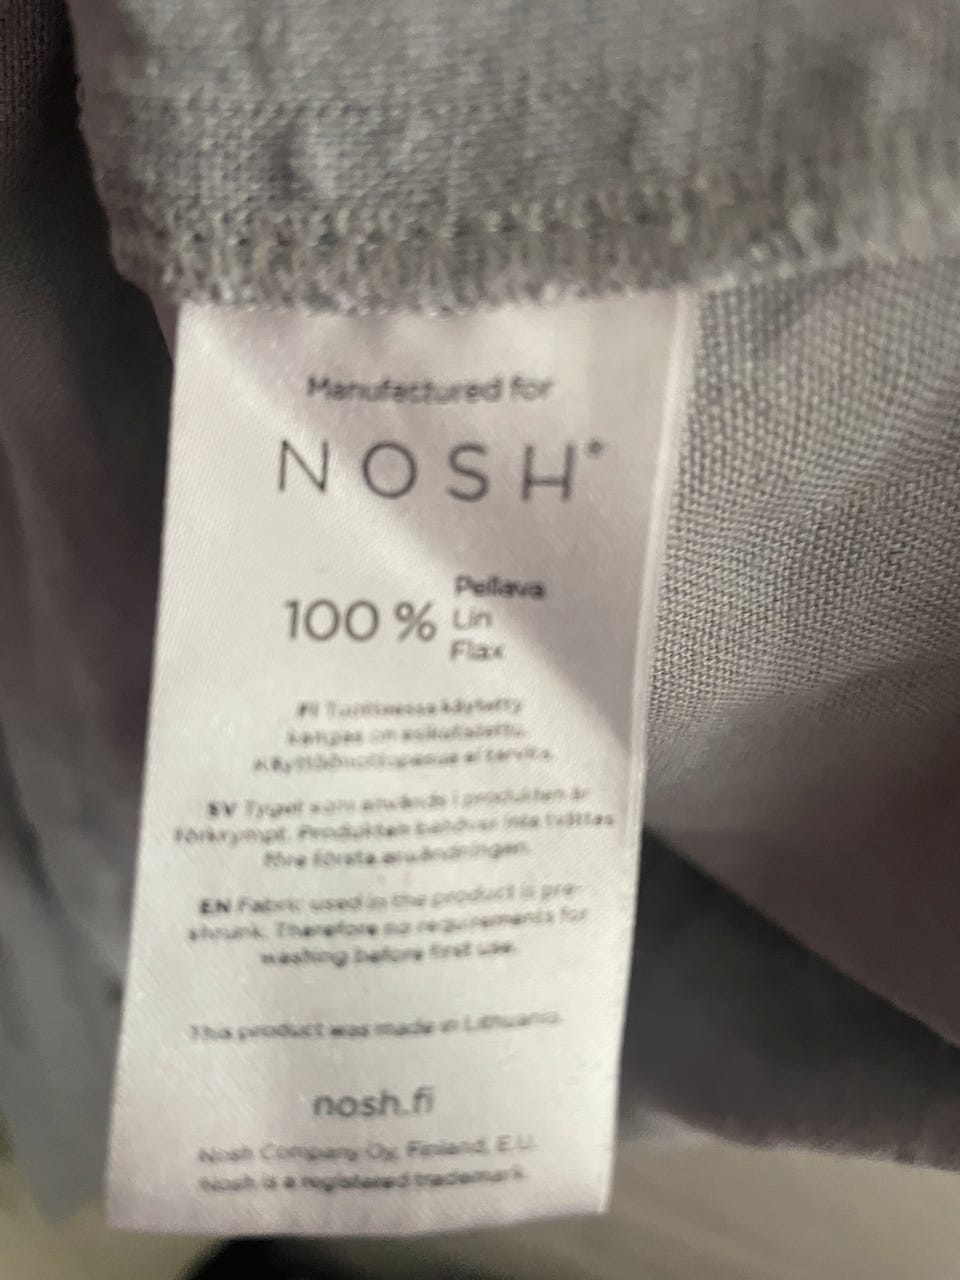 Manufactured for
NOSH®
100 %
Pellava
Lin
Flax
FI Tuotteessa käytetty
kangas on esikutistettu.
Käyttöönottopesua ei tarvita.
SV Tyget som används i produkten är
förkrympt. Produkten behöver inte tvättas
före första användningen.
EN Fabric used in the product is pre-
shrunk. Therefore no requirements for
washing before first use.
This product was made in Lithuania.
nosh.fi
Nosh Company Oy, Finland, E.U.
Nosh is a registered trademark